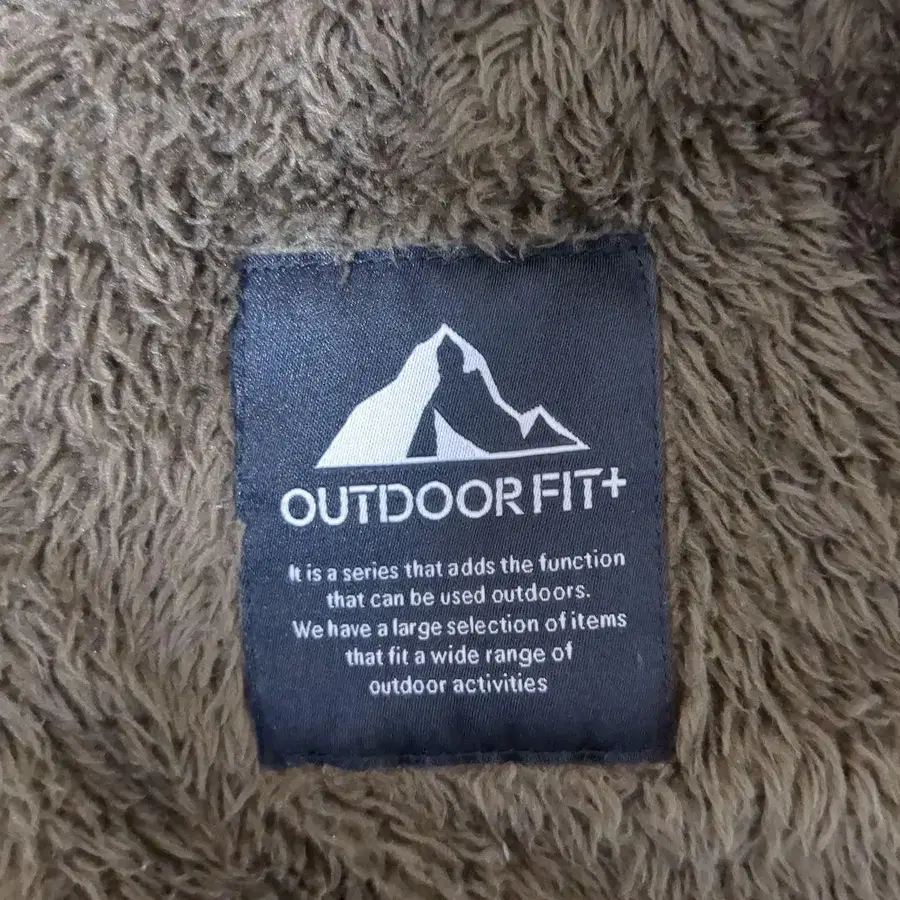 OUTDOOR FIT+
It is a series that adds the function
that can be used outdoors.
We have a large selection of items
that fit a wide range of
outdoor activities